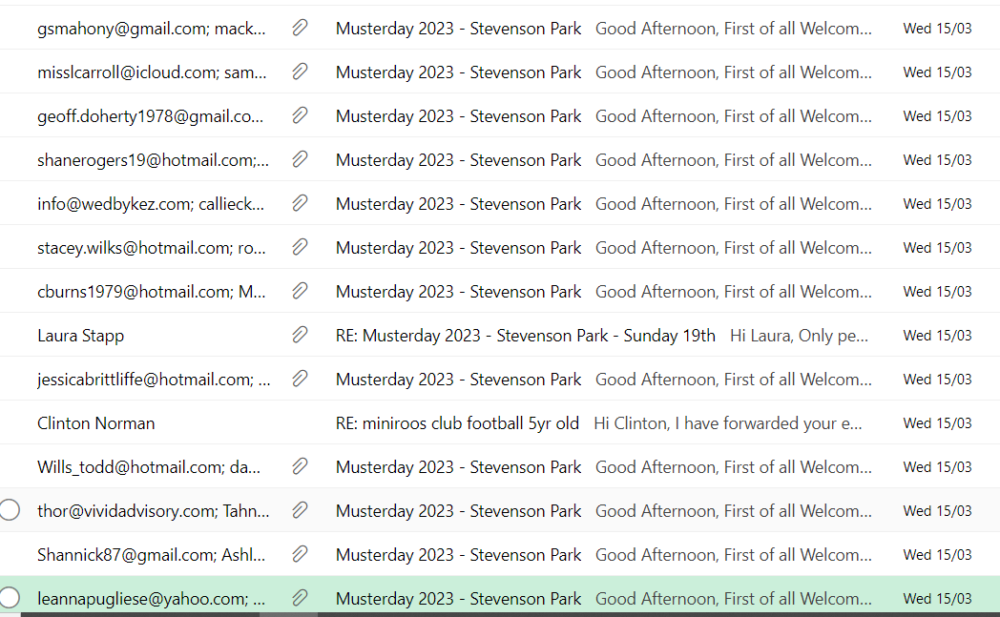 gsmahony@gmail.com; mack... Musterday 2023 - Stevenson Park Good Afternoon, First of all Welcom... Wed 15/03
misslcarroll@icloud.com; sam... Musterday 2023 - Stevenson Park Good Afternoon, First of all Welcom... Wed 15/03
geoff.doherty1978@gmail.co... Musterday 2023 - Stevenson Park Good Afternoon, First of all Welcom... Wed 15/03
shanerogers19@hotmail.com;... Musterday 2023 - Stevenson Park Good Afternoon, First of all Welcom... Wed 15/03
info@wedbykez.com; callieck... Musterday 2023 - Stevenson Park Good Afternoon, First of all Welcom... Wed 15/03
stacey.wilks@hotmail.com; ro... Musterday 2023 - Stevenson Park Good Afternoon, First of all Welcom... Wed 15/03
cburns1979@hotmail.com; M... Musterday 2023 - Stevenson Park Good Afternoon, First of all Welcom... Wed 15/03
Laura Stapp RE: Musterday 2023 - Stevenson Park - Sunday 19th Hi Laura, Only pe... Wed 15/03
jessicabrittliffe@hotmail.com; ... Musterday 2023 - Stevenson Park Good Afternoon, First of all Welcom... Wed 15/03
Clinton Norman RE: miniroos club football 5yr old Hi Clinton, I have forwarded your e... Wed 15/03
Wills_todd@hotmail.com; da... Musterday 2023 - Stevenson Park Good Afternoon, First of all Welcom... Wed 15/03
thor@vividadvisory.com; Tahn... Musterday 2023 - Stevenson Park Good Afternoon, First of all Welcom... Wed 15/03
Shannick87@gmail.com; Ashl... Musterday 2023 - Stevenson Park Good Afternoon, First of all Welcom... Wed 15/03
leannapugliese@yahoo.com; ... Musterday 2023 - Stevenson Park Good Afternoon, First of all Welcom... Wed 15/03